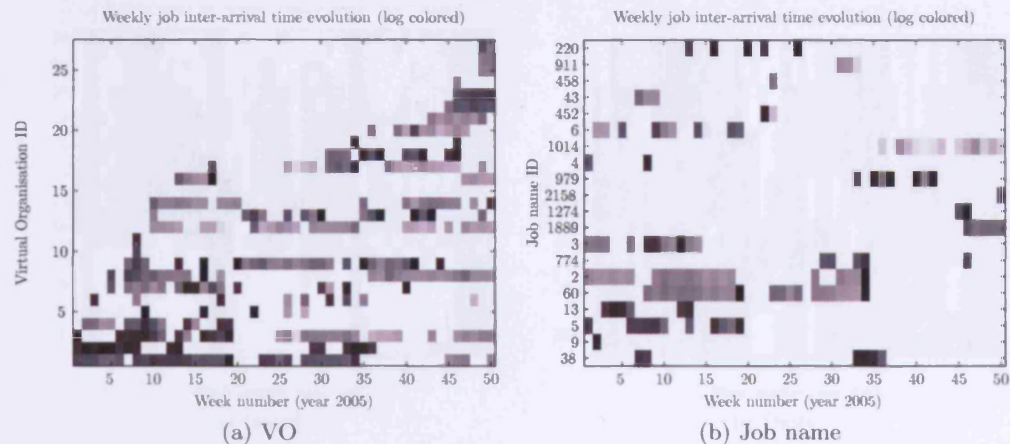 Weekly job inter-arrival time evolution (log colored)
25
20
15
10
5
Virtual Organisation ID
5 10 15 20 25 30 35 40 45 50
Week number (year 2005)
(a) VO
Weekly job inter-arrival time evolution (log colored)
220
911
458
43
452
6
1014
4
979
2158
1274
1889
3
774
2
60
13
5
9
38
Job name ID
5 10 15 20 25 30 35 40 45 50
Week number (year 2005)
(b) Job name